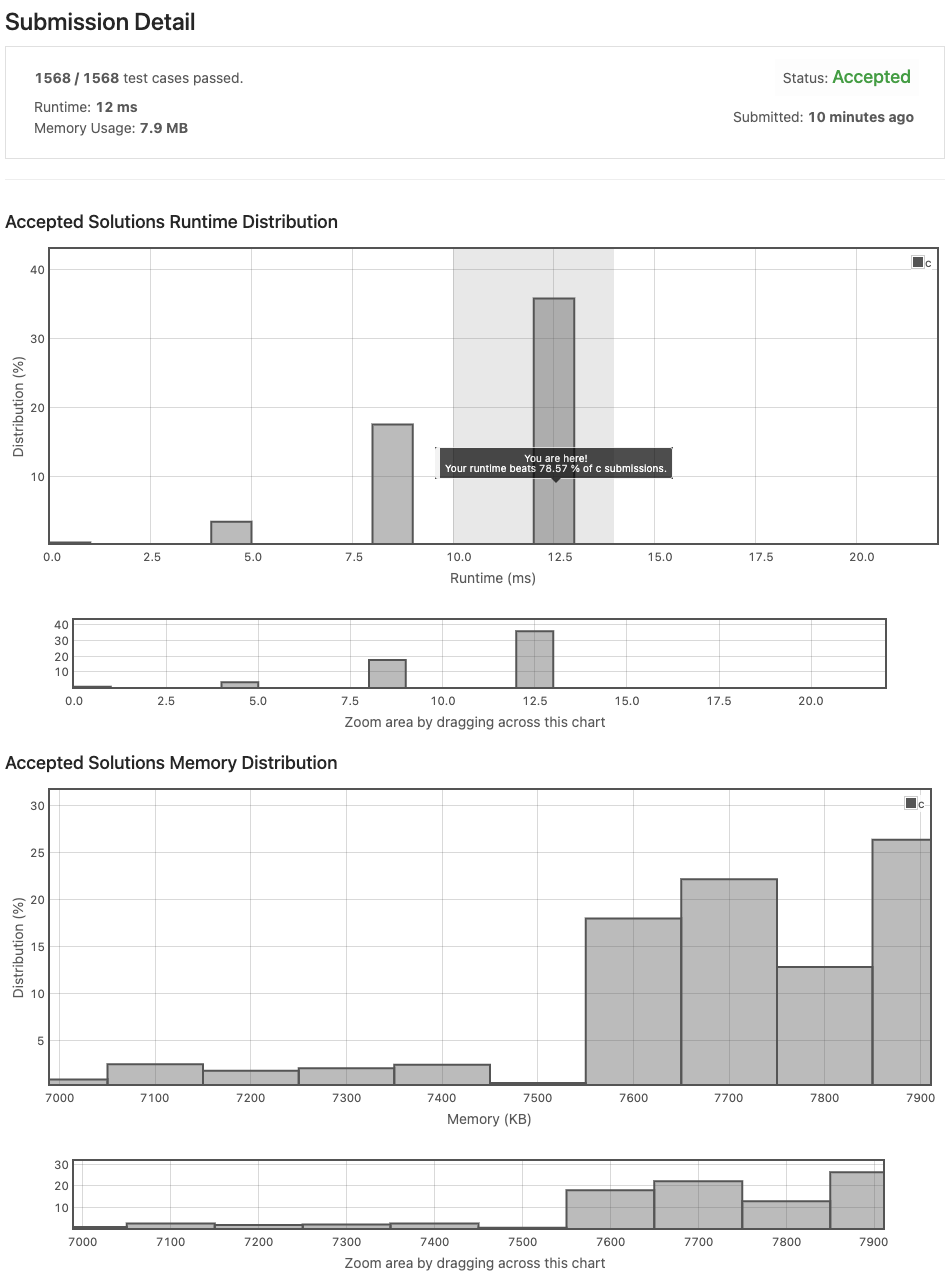 Submission Detail
1568 / 1568 test cases passed.
Status: Accepted
Runtime: 12 ms
Submitted: 10 minutes ago
Memory Usage: 7.9 MB
Accepted Solutions Runtime Distribution
c
40
30
20
10
Distribution (%)
You are here!
Your runtime beats 78.57 % of c submissions.
0.0 2.5 5.0 7.5 10.0 12.5 15.0 17.5 20.0
Runtime (ms)
40
30
20
10
0.0 2.5 5.0 7.5 10.0 12.5 15.0 17.5 20.0
Zoom area by dragging across this chart
Accepted Solutions Memory Distribution
c
30
25
20
15
10
5
Distribution (%)
7000 7100 7200 7300 7400 7500 7600 7700 7800 7900
Memory (KB)
30
20
10
7000 7100 7200 7300 7400 7500 7600 7700 7800 7900
Zoom area by dragging across this chart